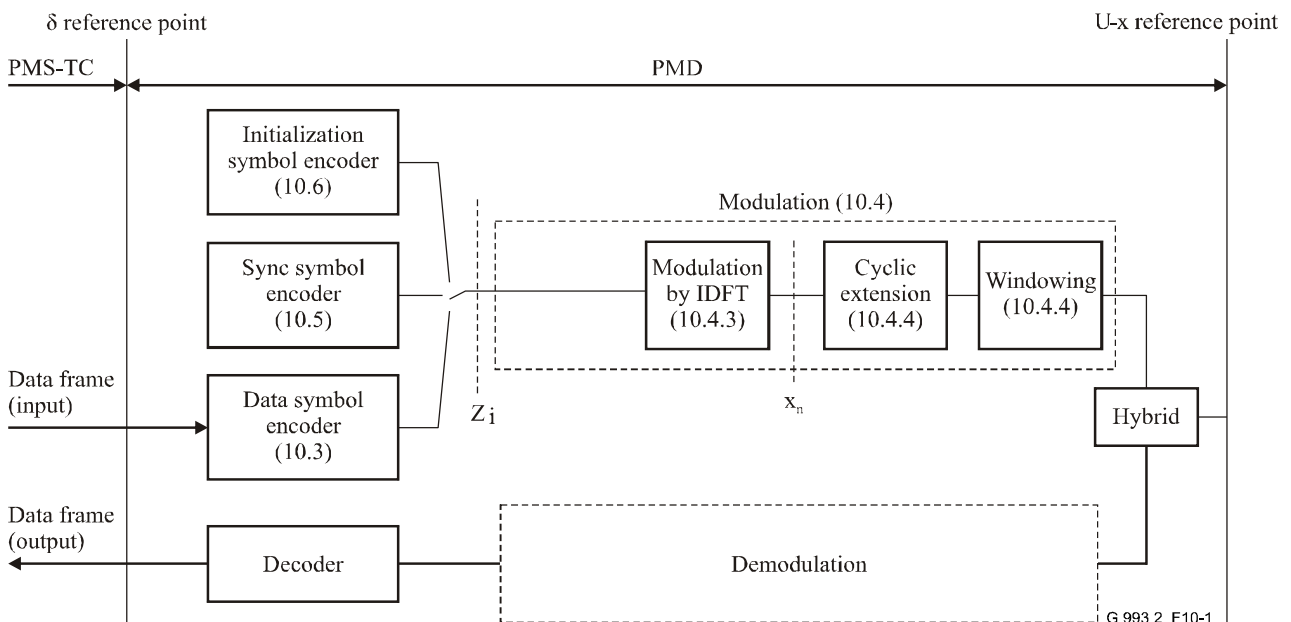 δ reference point
U-x reference point
PMS-TC
PMD
Initialization
symbol encoder
(10.6)
Modulation (10.4)
Sync symbol
encoder
(10.5)
Modulation
by IDFT
(10.4.3)
Cyclic
extension
(10.4.4)
Windowing
(10.4.4)
Data frame
(input)
Data symbol
encoder
(10.3)
Zi
xn
Hybrid
Data frame
(output)
Decoder
Demodulation
G.993.2_F10-1